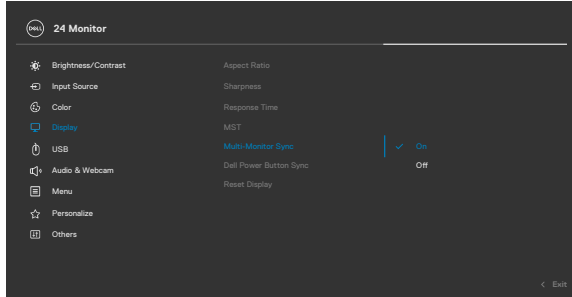 DELL
24 Monitor
Brightness/Contrast
Input Source
Color
Display
USB
Audio & Webcam
Menu
Personalize
Others
Aspect Ratio
Sharpness
Response Time
MST
Multi-Monitor Sync
Dell Power Button Sync
Reset Display
On
Off
Exit